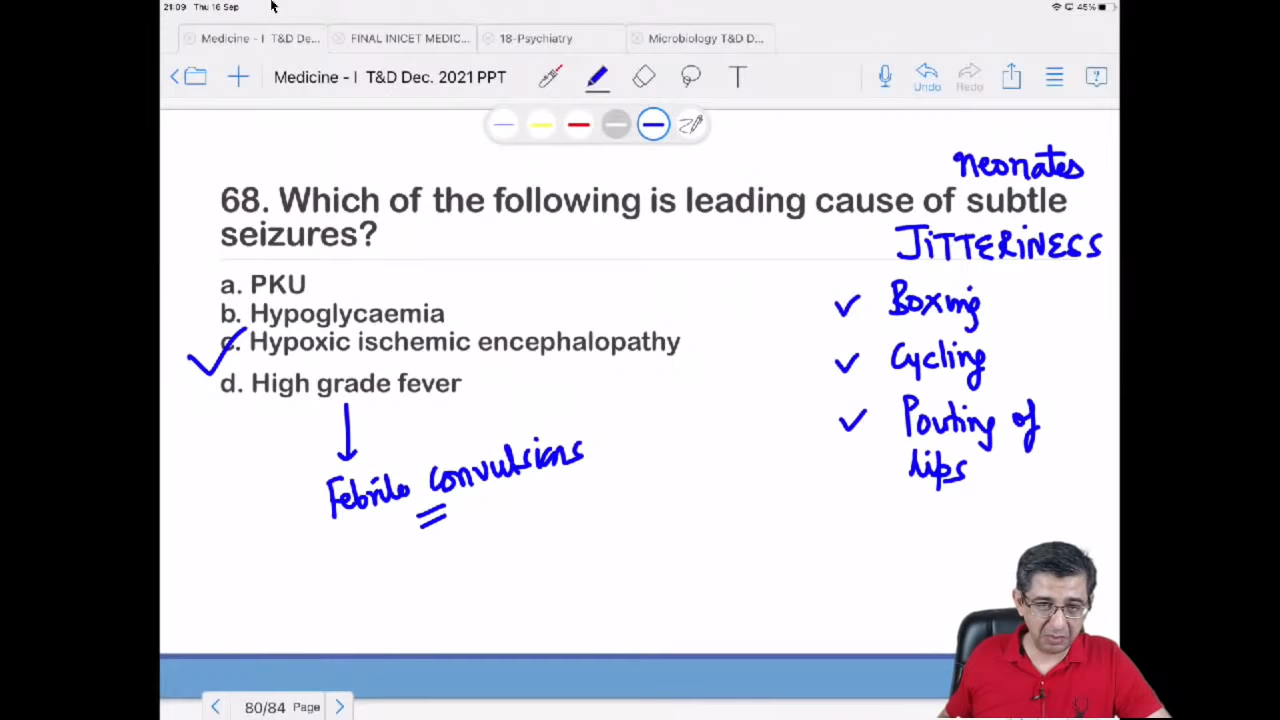 21:09 Thu 16 Sep
45%
Medicine - I T&D De...
FINAL INICET MEDIC...
18-Psychiatry
Microbiology T&D D...
Medicine - I T&D Dec. 2021 PPT
T
Undo
Redo
neonates
68. Which of the following is leading cause of subtle
seizures?
JiTTERiNESS
a. PKU
b. Hypoglycaemia
c. Hypoxic ischemic encephalopathy
d. High grade fever
Boxing
Cycling
Pouting of
lips
Febrile convulsions
80/84 Page